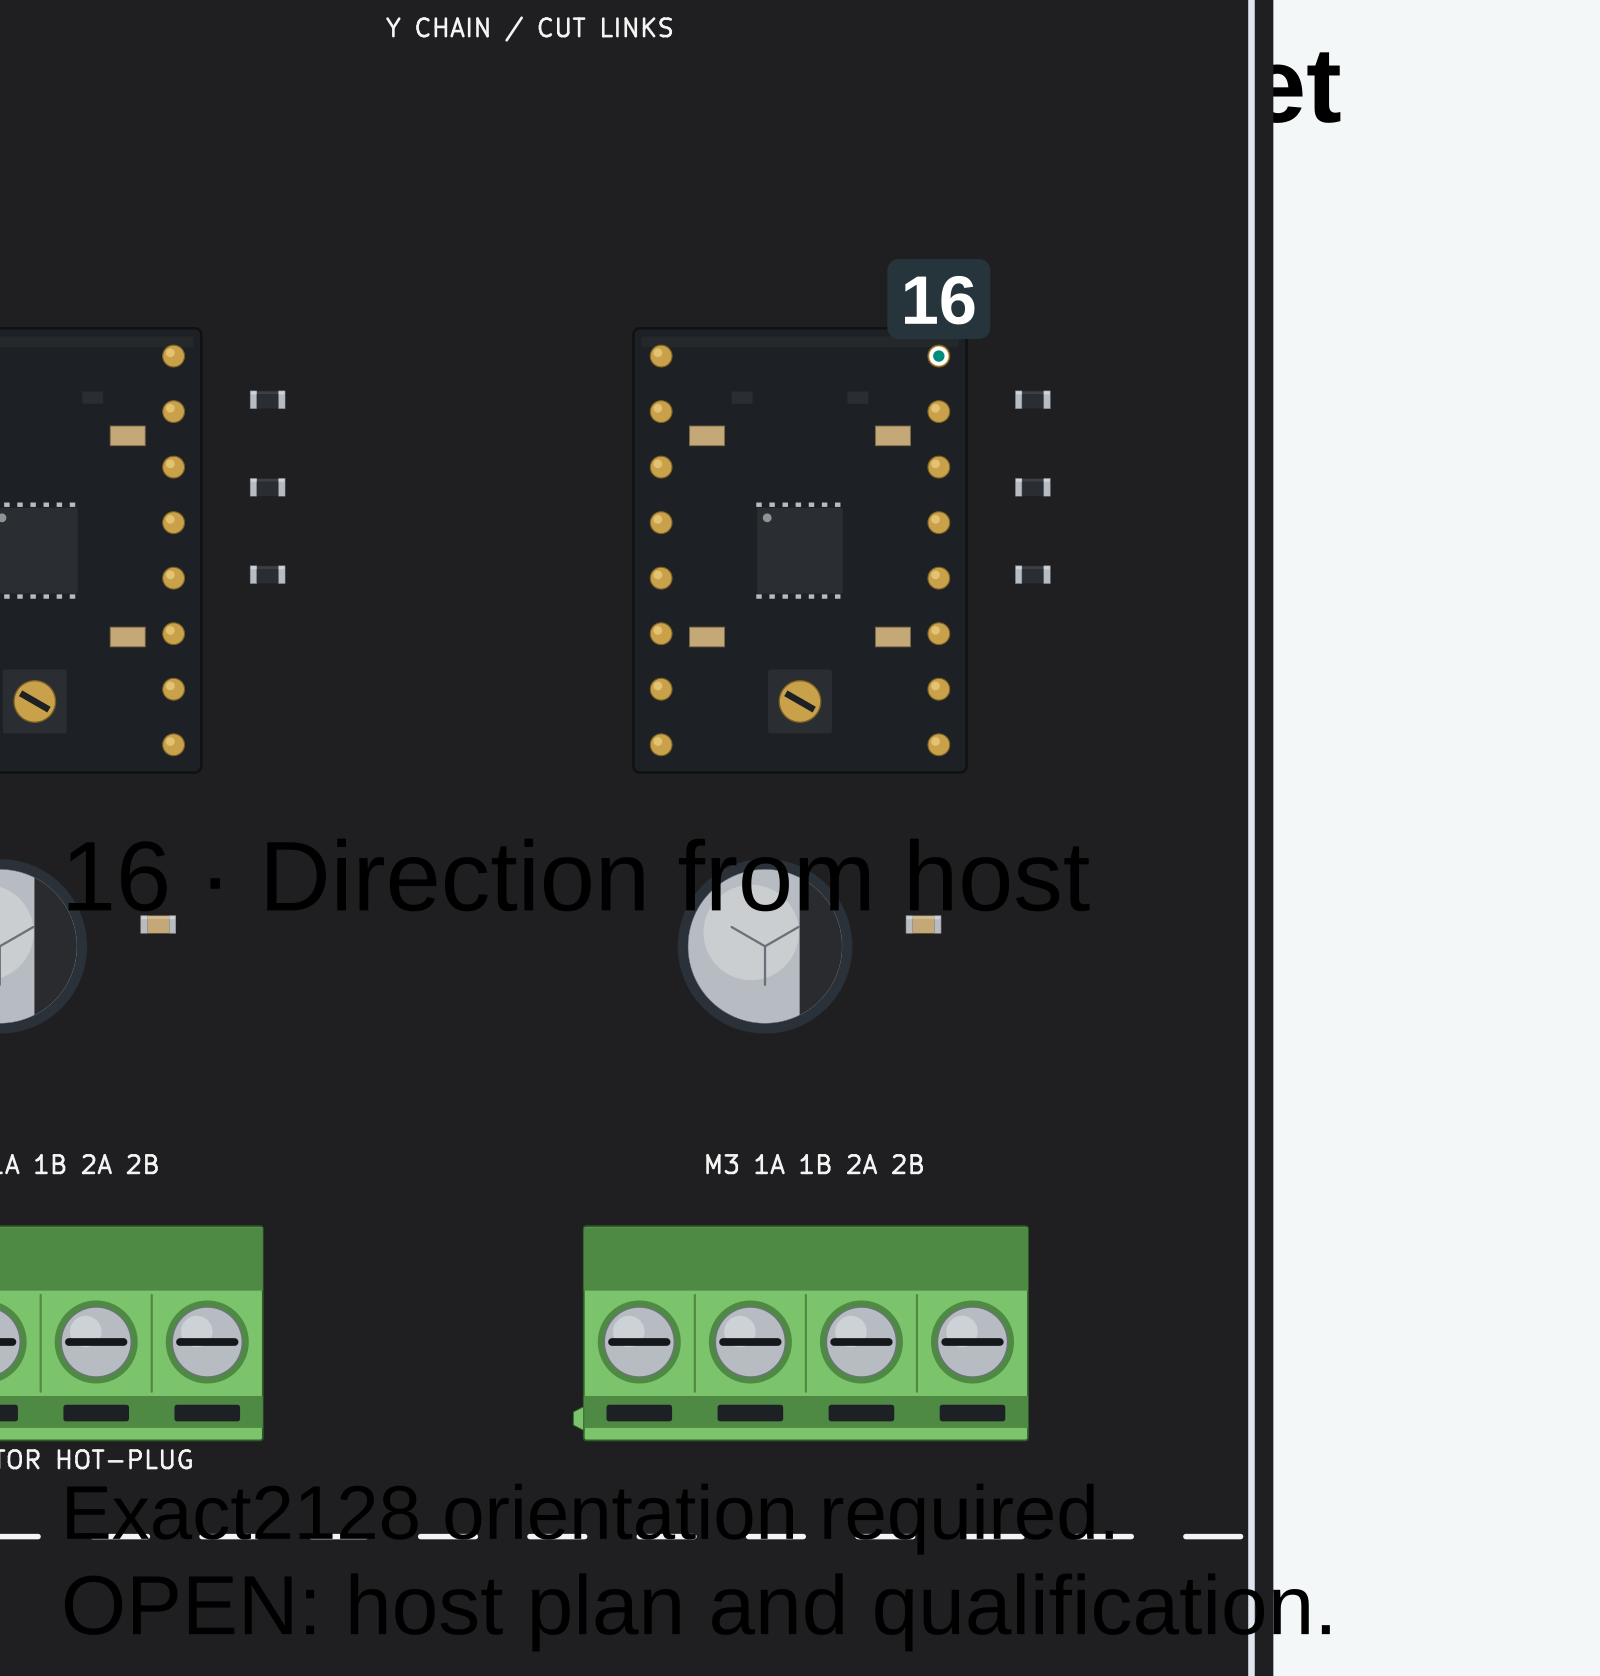 Y CHAIN / CUT LINKS
et
16
16 · Direction from host
1A 1B 2A 2B
M3 1A 1B 2A 2B
TOR HOT-PLUG
Exact2128 orientation required.
OPEN: host plan and qualification.